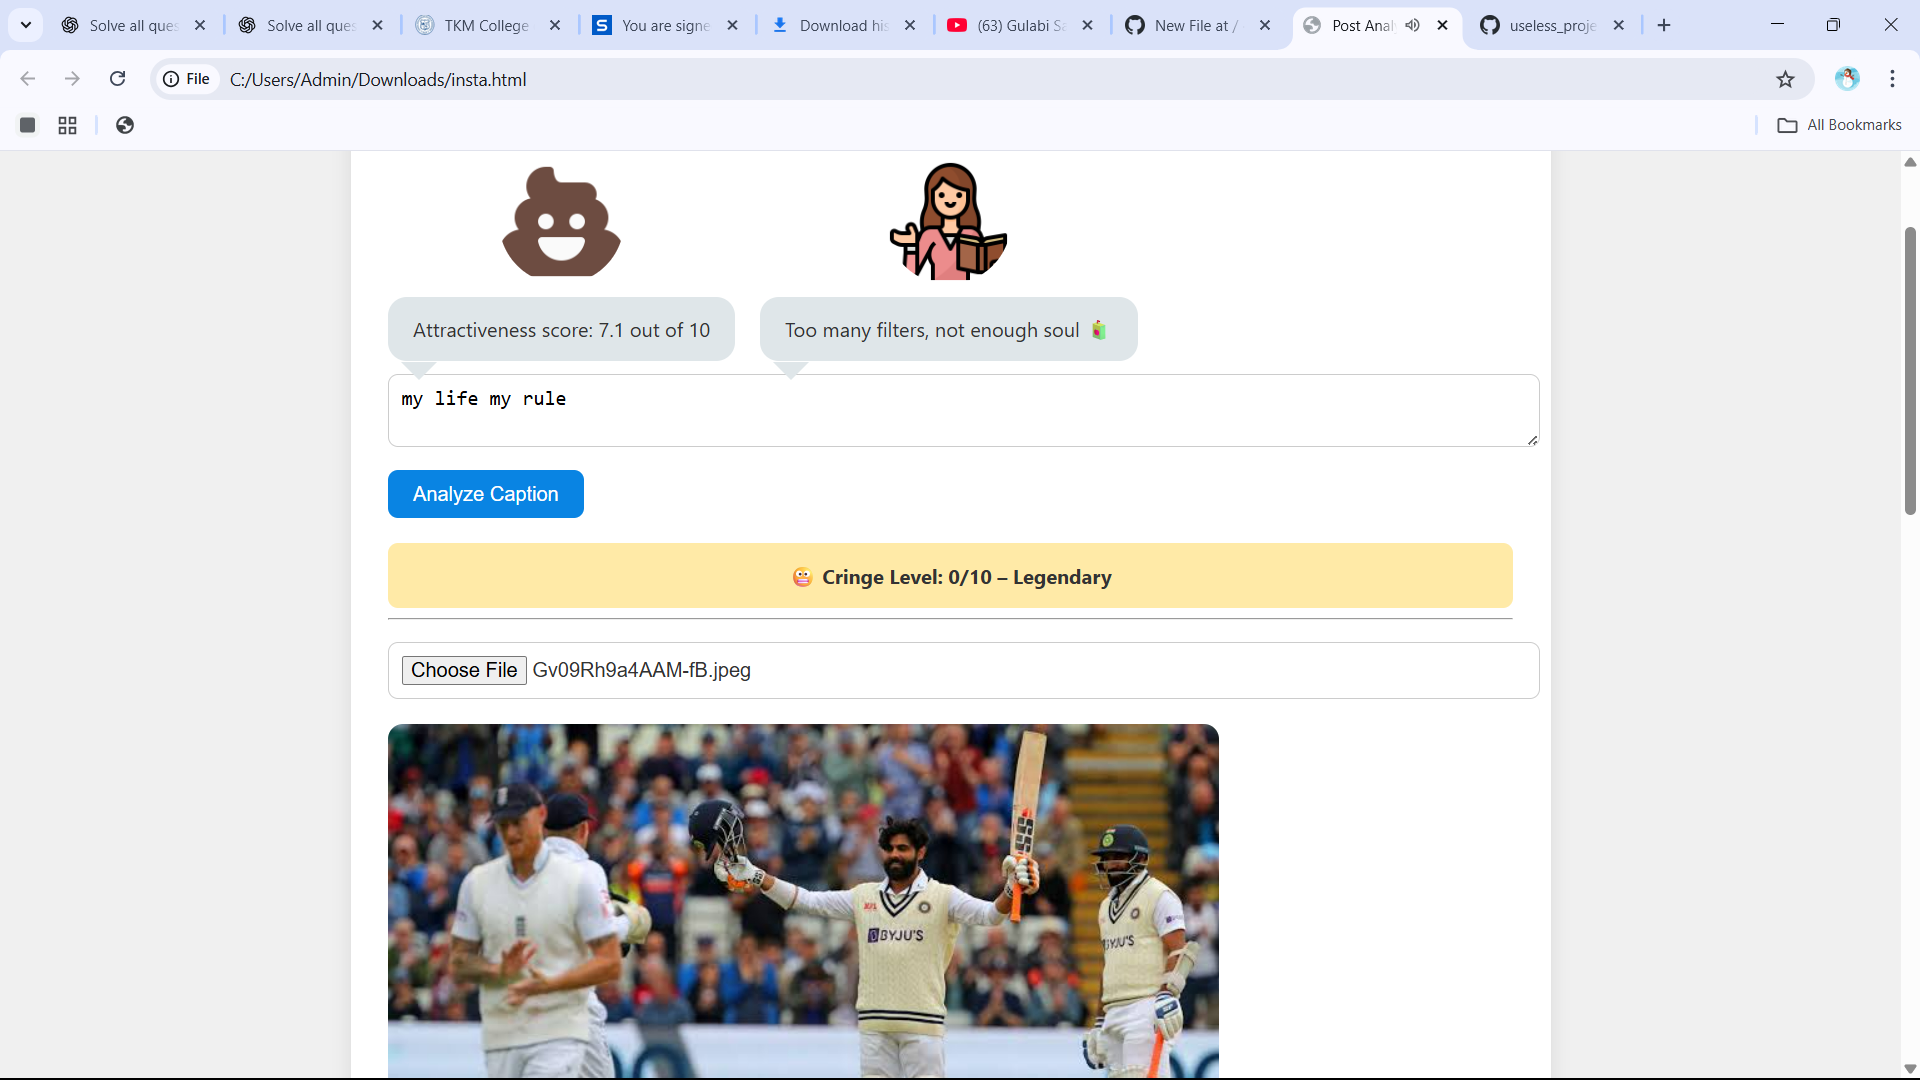 Solve all ques
Solve all ques
TKM College
You are signe
Download his
(63) Gulabi Sa
New File at /
Post Anal
useless_proje
File
C:/Users/Admin/Downloads/insta.html
All Bookmarks
Attractiveness score: 7.1 out of 10
Too many filters, not enough soul
my life my rule
Analyze Caption
Cringe Level: 0/10 – Legendary
Choose File Gv09Rh9a4AAM-fB.jpeg
BYJU'S
BYJU'S